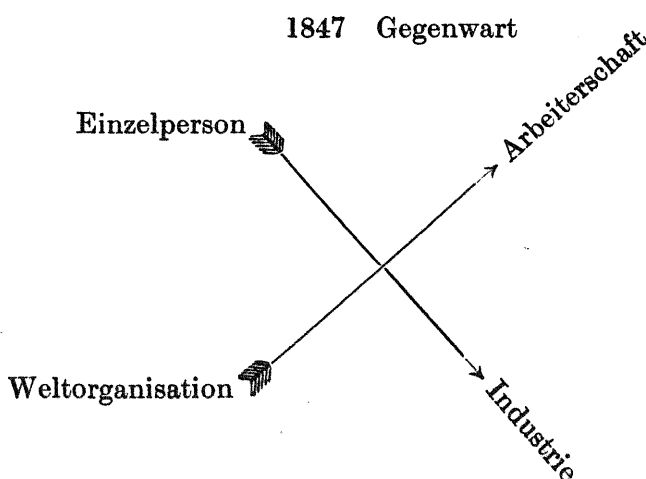 1847 Gegenwart
Einzelperson
Arbeiterschaft
Weltorganisation
Industrie